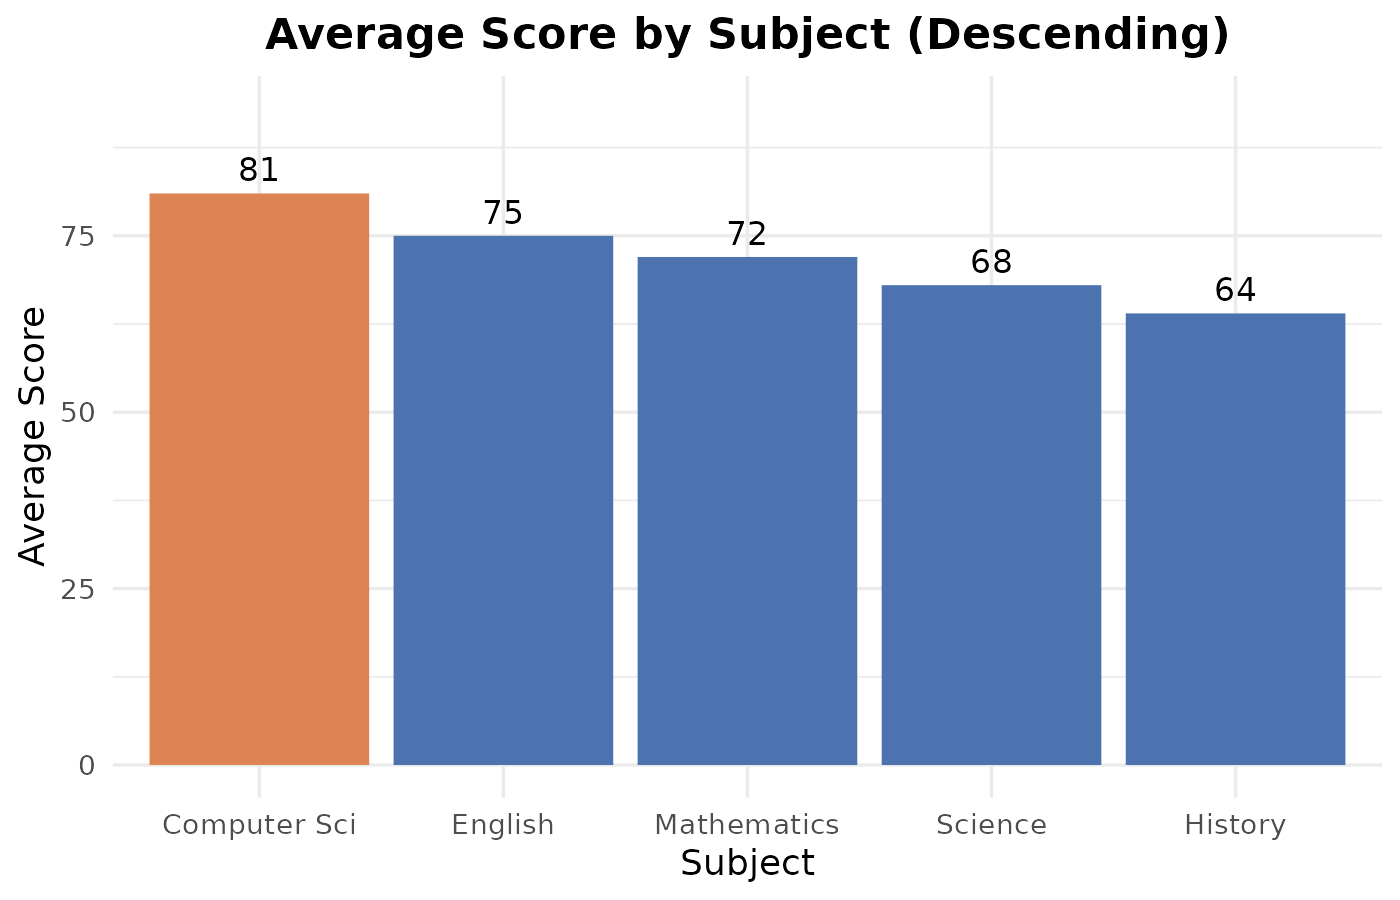 Average Score by Subject (Descending)
81
75
72
68
64
75
50
25
0
Average Score
Computer Sci
English
Mathematics
Science
History
Subject